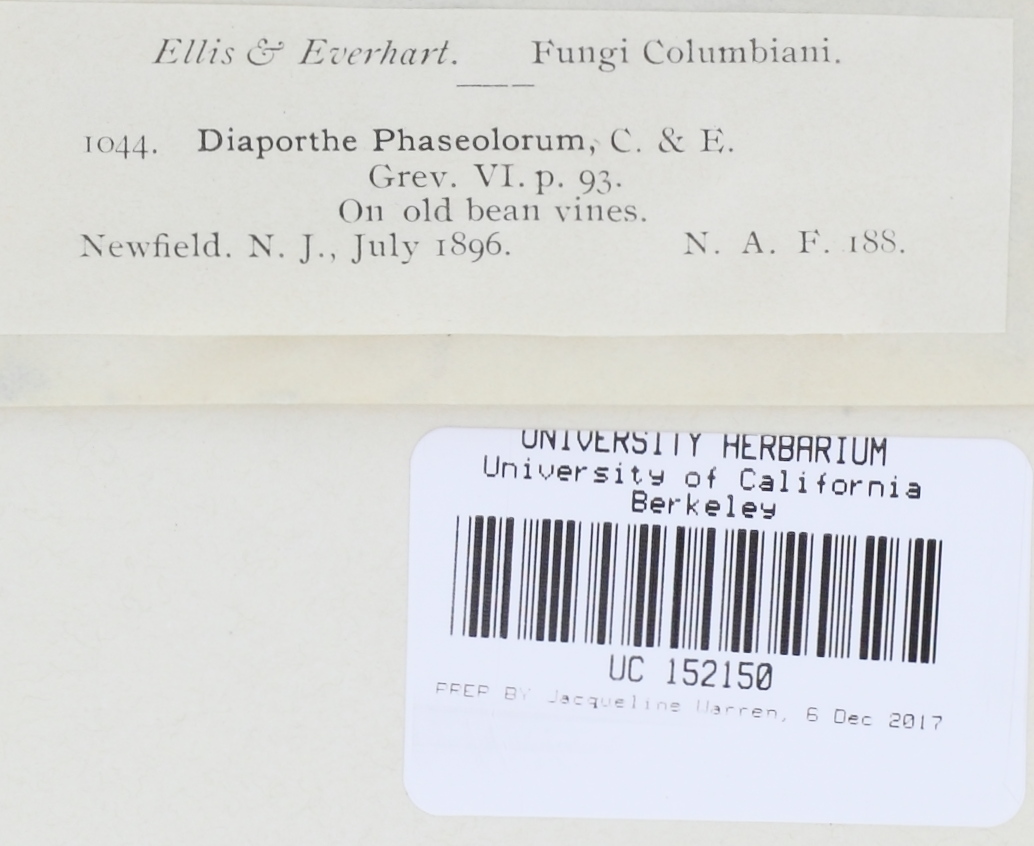 Ellis & Everhart. Fungi Columbiani.
1044. Diaporthe Phaseolorum, C. & E.
Grev. VI. p. 93.
On old bean vines.
Newfield. N. J., July 1896. N. A. F. 188.
UNIVERSITY HERBARIUM
University of California
Berkeley
UC 152150
PREP BY Jacqueline Warren, 6 Dec 2017